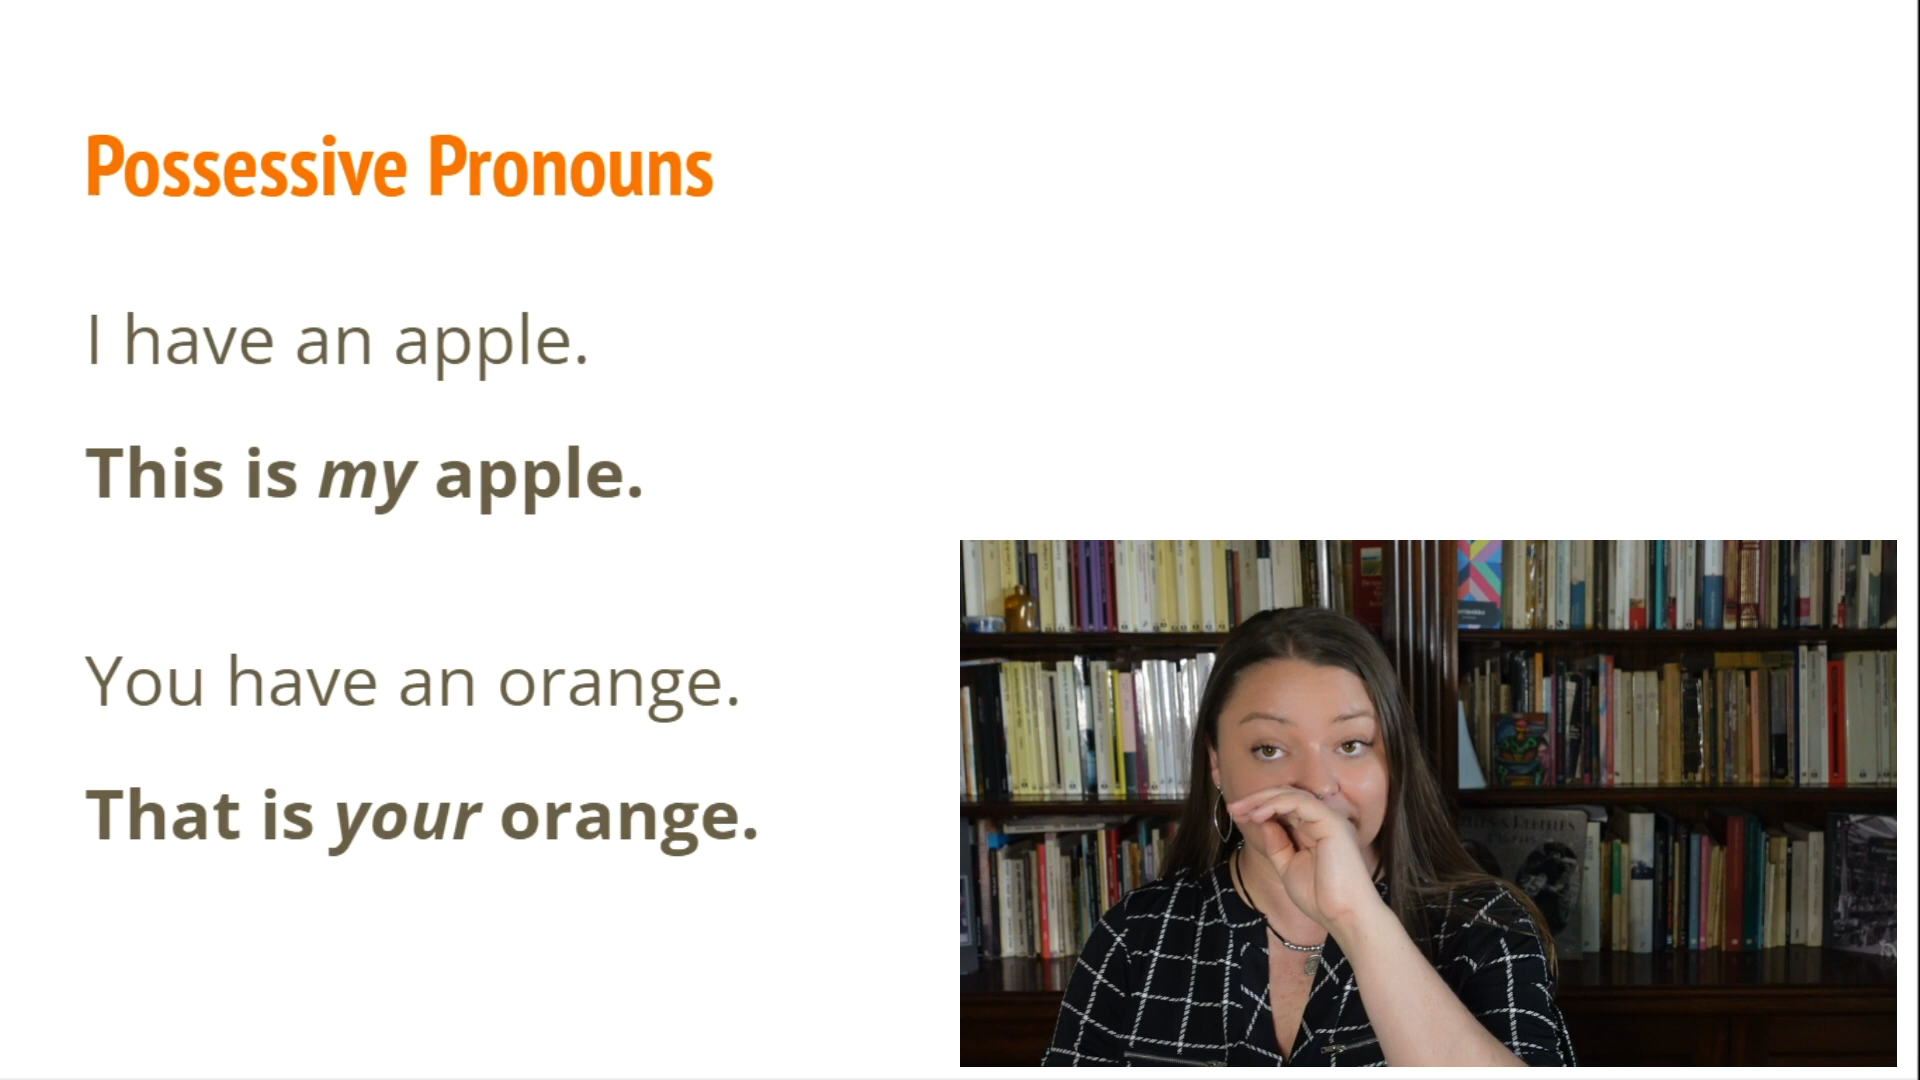 Possessive Pronouns
I have an apple.
This is my apple.
You have an orange.
That is your orange.